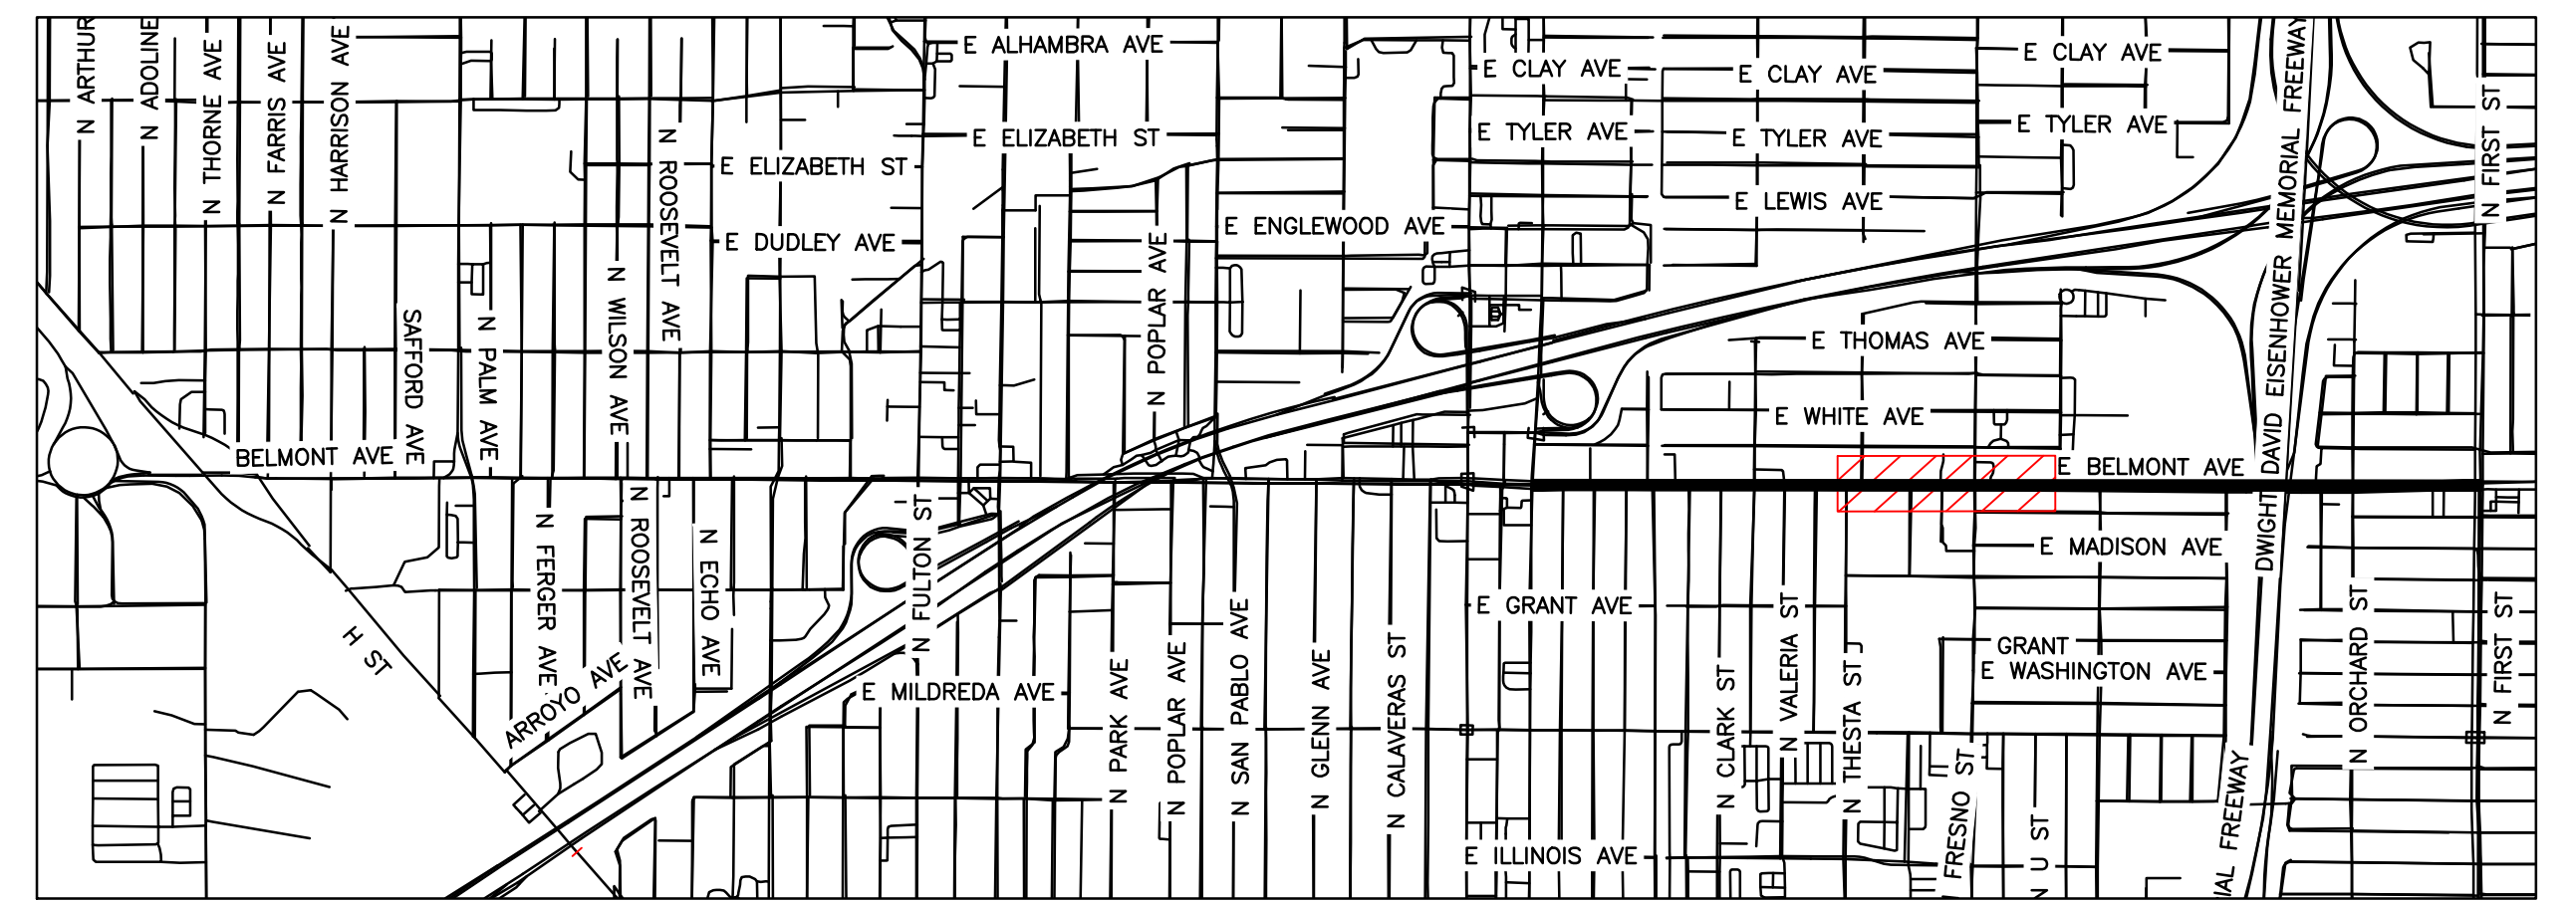 N ARTHUR
N ADOLINE
N THORNE AVE
N FARRIS AVE
N HARRISON AVE
E ALHAMBRA AVE
E CLAY AVE
E CLAY AVE
E CLAY AVE
E ELIZABETH ST
E ELIZABETH ST
E TYLER AVE
E TYLER AVE
E TYLER AVE
N ROOSEVELT AVE
E LEWIS AVE
E DUDLEY AVE
E ENGLEWOOD AVE
N POPLAR AVE
N FIRST ST
DWIGHT DAVID EISENHOWER MEMORIAL FREEWAY
SAFFORD AVE
N PALM AVE
N WILSON AVE
E THOMAS AVE
E WHITE AVE
BELMONT AVE
E BELMONT AVE
N FERGER AVE
N ROOSEVELT AVE
N ECHO AVE
N FULTON ST
E MADISON AVE
E GRANT AVE
H ST
ARROYO AVE
E MILDREDA AVE
N PARK AVE
N POPLAR AVE
N SAN PABLO AVE
N GLENN AVE
N CALAVERAS ST
N CLARK ST
N VALERIA ST
N THESTA ST
GRANT
E WASHINGTON AVE
N ORCHARD ST
N FIRST ST
E ILLINOIS AVE
FRESNO ST
N U ST
IAL FREEWAY